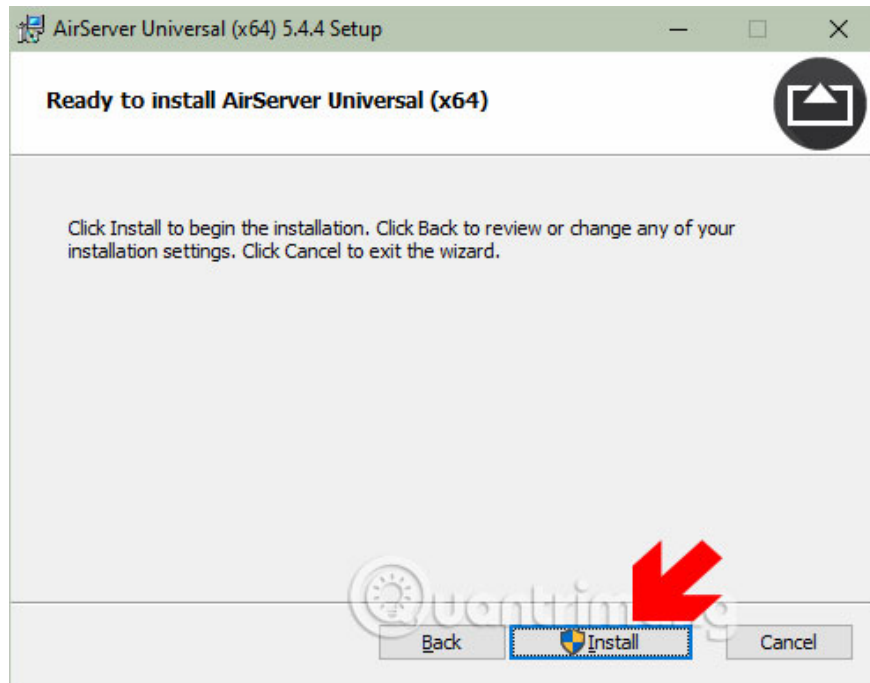 AirServer Universal (x64) 5.4.4 Setup
Ready to install AirServer Universal (x64)
Click Install to begin the installation. Click Back to review or change any of your
installation settings. Click Cancel to exit the wizard.
Quantrimang
Back
Install
Cancel